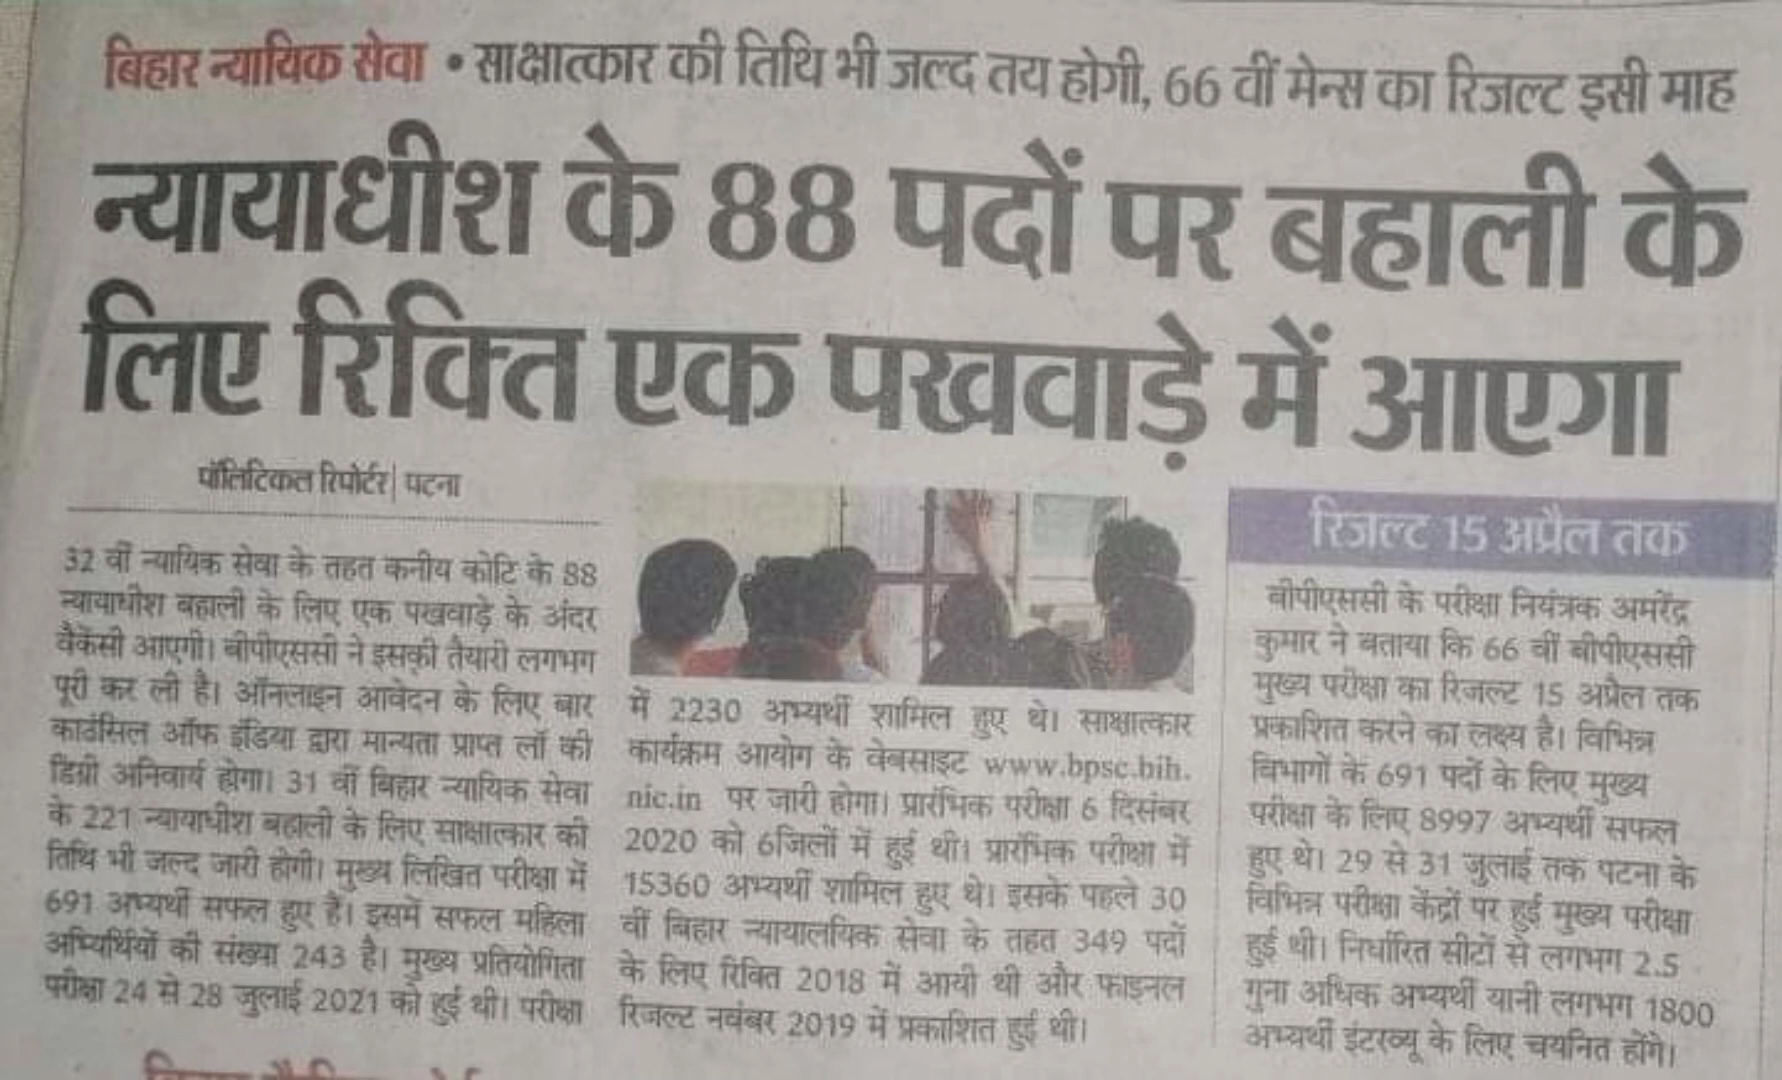 बिहार न्यायिक सेवा • साक्षात्कार की तिथि भी जल्द तय होगी, 66 वीं मेन्स का रिजल्ट इसी माह
न्यायाधीश के 88 पदों पर बहाली के
लिए रिक्ति एक पखवाड़े में आएगा
पॉलिटिकल रिपोर्टर| पटना
32 वीं न्यायिक सेवा के तहत कनीय कोटि के 88
न्यायाधीश बहाली के लिए एक पखवाड़े के अंदर
वैकेंसी आएगी। बीपीएससी ने इसकी तैयारी लगभग
पूरी कर ली है। ऑनलाइन आवेदन के लिए बार
काउंसिल ऑफ इंडिया द्वारा मान्यता प्राप्त लॉ की
डिग्री अनिवार्य होगा। 31 वीं बिहार न्यायिक सेवा
के 221 न्यायाधीश बहाली के लिए साक्षात्कार की
तिथि भी जल्द जारी होगी। मुख्य लिखित परीक्षा में
691 अभ्यर्थी सफल हुए हैं। इसमें सफल महिला
अभ्यिर्थियों की संख्या 243 है। मुख्य प्रतियोगिता
परीक्षा 24 से 28 जुलाई 2021 को हुई थी। परीक्षा
में 2230 अभ्यर्थी शामिल हुए थे। साक्षात्कार
कार्यक्रम आयोग के वेबसाइट www.bpsc.bih.
nic.in पर जारी होगा। प्रारंभिक परीक्षा 6 दिसंबर
2020 को 6जिलों में हुई थी। प्रारंभिक परीक्षा में
15360 अभ्यर्थी शामिल हुए थे। इसके पहले 30
वीं बिहार न्यायालयिक सेवा के तहत 349 पदों
के लिए रिक्ति 2018 में आयी थी और फाइनल
रिजल्ट नवंबर 2019 में प्रकाशित हुई थी।
रिजल्ट 15 अप्रैल तक
बीपीएससी के परीक्षा नियंत्रक अमरेंद्र
कुमार ने बताया कि 66 वीं बीपीएससी
मुख्य परीक्षा का रिजल्ट 15 अप्रैल तक
प्रकाशित करने का लक्ष्य है। विभिन्न
विभागों के 691 पदों के लिए मुख्य
परीक्षा के लिए 8997 अभ्यर्थी सफल
हुए थे। 29 से 31 जुलाई तक पटना के
विभिन्न परीक्षा केंद्रों पर हुई मुख्य परीक्षा
हुई थी। निर्धारित सीटों से लगभग 2.5
गुना अधिक अभ्यर्थी यानी लगभग 1800
अभ्यर्थी इंटरव्यू के लिए चयनित होंगे।